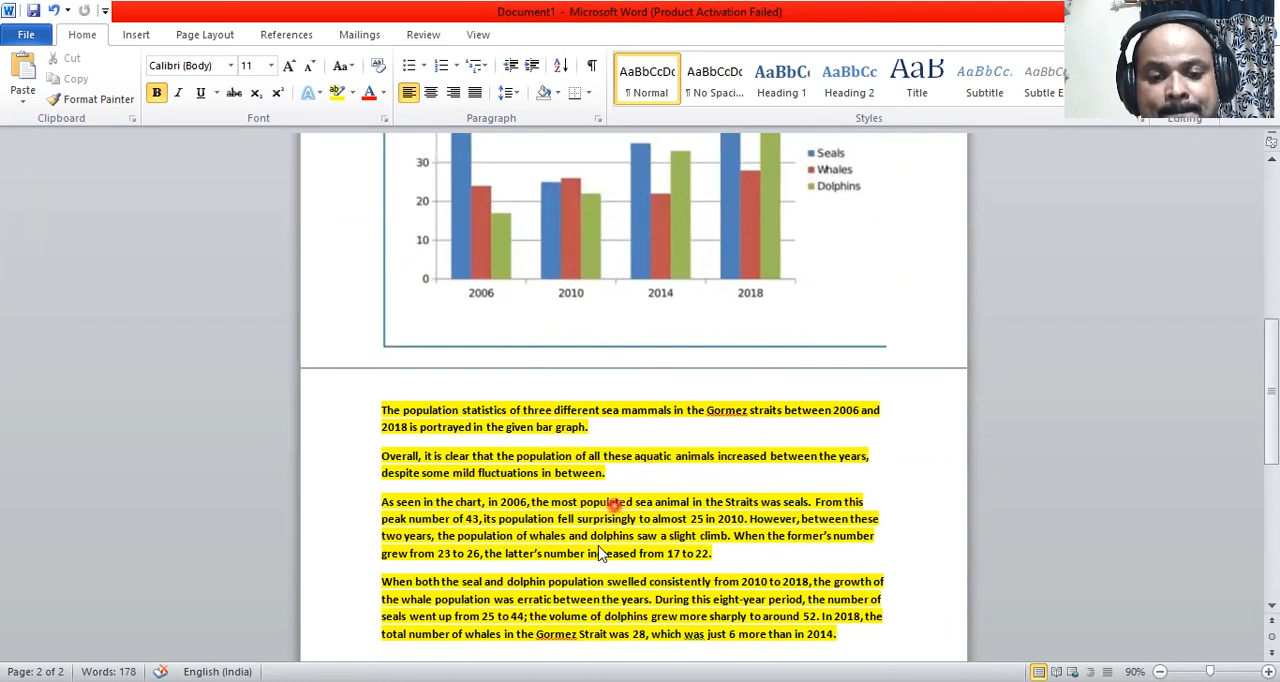 Document1 - Microsoft Word (Product Activation Failed)
File Home Insert Page Layout References Mailings Review View
Cut
Copy
Paste
Format Painter
Calibri (Body) 11
AaBbCcDc AaBbCcDc AaBbC AaBbCc AaB AaBbCc. AaBbCc
¶ Normal ¶ No Spaci... Heading 1 Heading 2 Title Subtitle Subtle E
Clipboard Font Paragraph Styles Editing
30
20
10
0
2006 2010 2014 2018
Seals
Whales
Dolphins
The population statistics of three different sea mammals in the Gormez straits between 2006 and
2018 is portrayed in the given bar graph.
Overall, it is clear that the population of all these aquatic animals increased between the years,
despite some mild fluctuations in between.
As seen in the chart, in 2006, the most populated sea animal in the Straits was seals. From this
peak number of 43, its population fell surprisingly to almost 25 in 2010. However, between these
two years, the population of whales and dolphins saw a slight climb. When the former's number
grew from 23 to 26, the latter's number increased from 17 to 22.
When both the seal and dolphin population swelled consistently from 2010 to 2018, the growth of
the whale population was erratic between the years. During this eight-year period, the number of
seals went up from 25 to 44; the volume of dolphins grew more sharply to around 52. In 2018, the
total number of whales in the Gormez Strait was 28, which was just 6 more than in 2014.
Page: 2 of 2 Words: 178 English (India) 90%